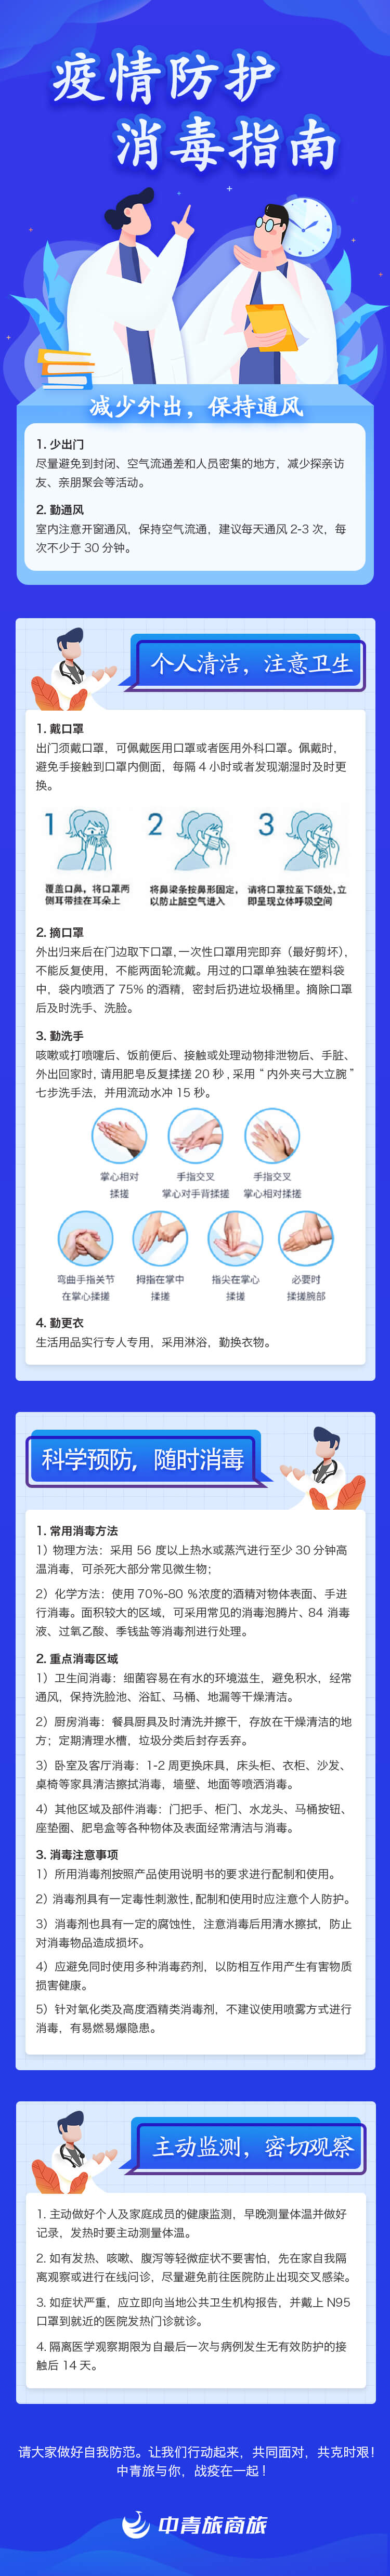 疫情防护
消毒指南
减少外出，保持通风
1. 少出门
尽量避免到封闭、空气流通差和人员密集的地方，减少探亲访
友、亲朋聚会等活动。
2. 勤通风
室内注意开窗通风，保持空气流通，建议每天通风 2-3 次，每
次不少于 30 分钟。
个人清洁，注意卫生
1. 戴口罩
出门须戴口罩，可佩戴医用口罩或者医用外科口罩。佩戴时，
避免手接触到口罩内侧面，每隔 4 小时或者发现潮湿时及时更
换。
1 2 3
覆盖口鼻，将口罩两 将鼻梁条按鼻形固定， 请将口罩拉至下颌处，立
侧耳带挂在耳朵上 以防止脏空气进入 即呈现立体呼吸空间
2. 摘口罩
外出归来后在门边取下口罩，一次性口罩用完即弃（最好剪坏），
不能反复使用，不能两面轮流戴。用过的口罩单独装在塑料袋
中，袋内喷洒了 75% 的酒精，密封后扔进垃圾桶里。摘除口罩
后及时洗手、洗脸。
3. 勤洗手
咳嗽或打喷嚏后、饭前便后、接触或处理动物排泄物后、手脏、
外出回家时，请用肥皂反复揉搓 20 秒，采用“内外夹弓大立腕”
七步洗手法，并用流动水冲 15 秒。
掌心相对 手指交叉 手指交叉
揉搓 掌心对手背揉搓 掌心相对揉搓
弯曲手指关节 拇指在掌中 指尖在掌心 必要时
在掌心揉搓 揉搓 揉搓 揉搓腕部
4. 勤更衣
生活用品实行专人专用，采用淋浴，勤换衣物。
科学预防，随时消毒
1. 常用消毒方法
1）物理方法：采用 56 度以上热水或蒸汽进行至少 30 分钟高
温消毒，可杀死大部分常见微生物；
2）化学方法：使用 70%-80 %浓度的酒精对物体表面、手进
行消毒。面积较大的区域，可采用常见的消毒泡腾片、84 消毒
液、过氧乙酸、季铵盐等消毒剂进行处理。
2. 重点消毒区域
1）卫生间消毒：细菌容易在有水的环境滋生，避免积水，经常
通风，保持洗脸池、浴缸、马桶、地漏等干燥清洁。
2）厨房消毒：餐具厨具及时清洗并擦干，存放在干燥清洁的地
方；定期清理水槽，垃圾分类后封存丢弃。
3）卧室及客厅消毒：1-2 周更换床具，床头柜、衣柜、沙发、
桌椅等家具清洁擦拭消毒，墙壁、地面等喷洒消毒。
4）其他区域及部件消毒：门把手、柜门、水龙头、马桶按钮、
座垫圈、肥皂盒等各种物体及表面经常清洁与消毒。
3. 消毒注意事项
1）所用消毒剂按照产品使用说明书的要求进行配制和使用。
2）消毒剂具有一定毒性刺激性，配制和使用时应注意个人防护。
3）消毒剂也具有一定的腐蚀性，注意消毒后用清水擦拭，防止
对消毒物品造成损坏。
4）应避免同时使用多种消毒药剂，以防相互作用产生有害物质
损害健康。
5）针对氧化类及高度酒精类消毒剂，不建议使用喷雾方式进行
消毒，有易燃易爆隐患。
主动监测，密切观察
1. 主动做好个人及家庭成员的健康监测，早晚测量体温并做好
记录，发热时要主动测量体温。
2. 如有发热、咳嗽、腹泻等轻微症状不要害怕，先在家自我隔
离观察或进行在线问诊，尽量避免前往医院防止出现交叉感染。
3. 如症状严重，应立即向当地公共卫生机构报告，并戴上 N95
口罩到就近的医院发热门诊就诊。
4. 隔离医学观察期限为自最后一次与病例发生无有效防护的接
触后 14 天。
请大家做好自我防范。让我们行动起来，共同面对，共克时艰！
中青旅与你，战疫在一起！
中青旅商旅